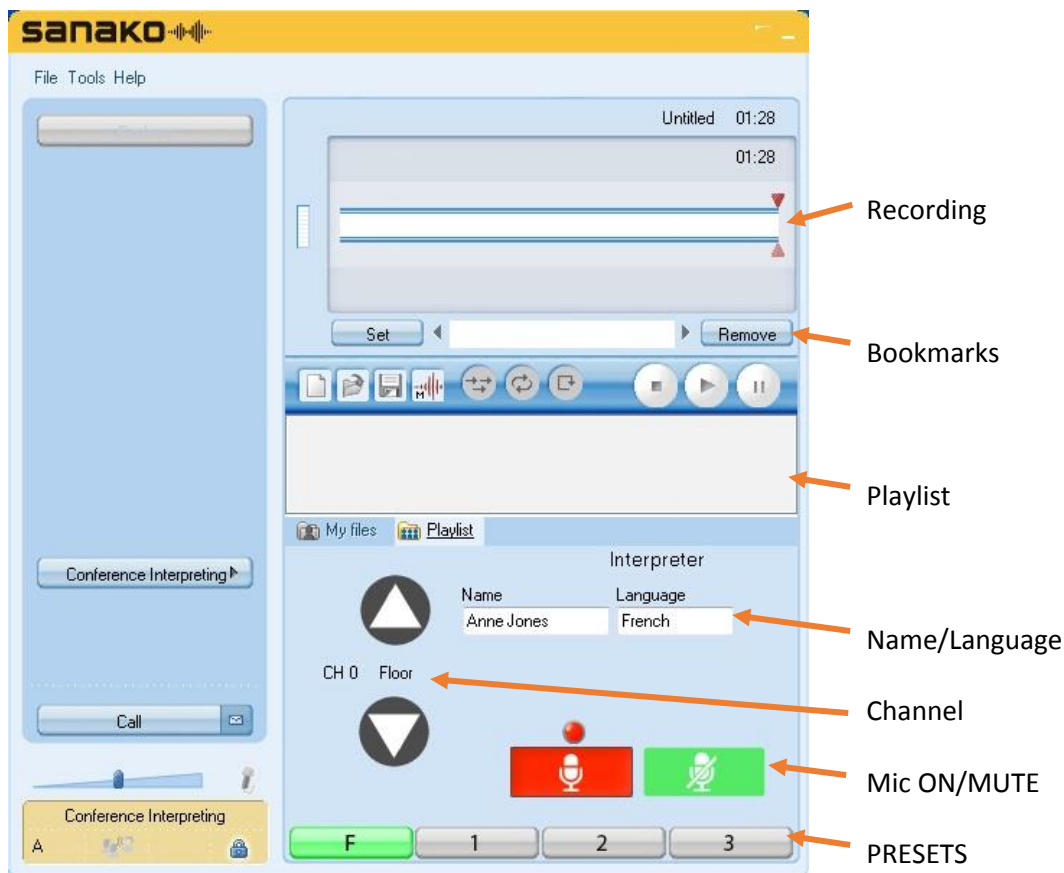 sanako
File Tools Help
Untitled 01:28
01:28
Recording
Set
Remove
Bookmarks
M
Playlist
My files
Playlist
Conference Interpreting
Interpreter
Name
Language
Anne Jones
French
Name/Language
CH 0 Floor
Channel
Call
Mic ON/MUTE
Conference Interpreting
A
F
1
2
3
PRESETS